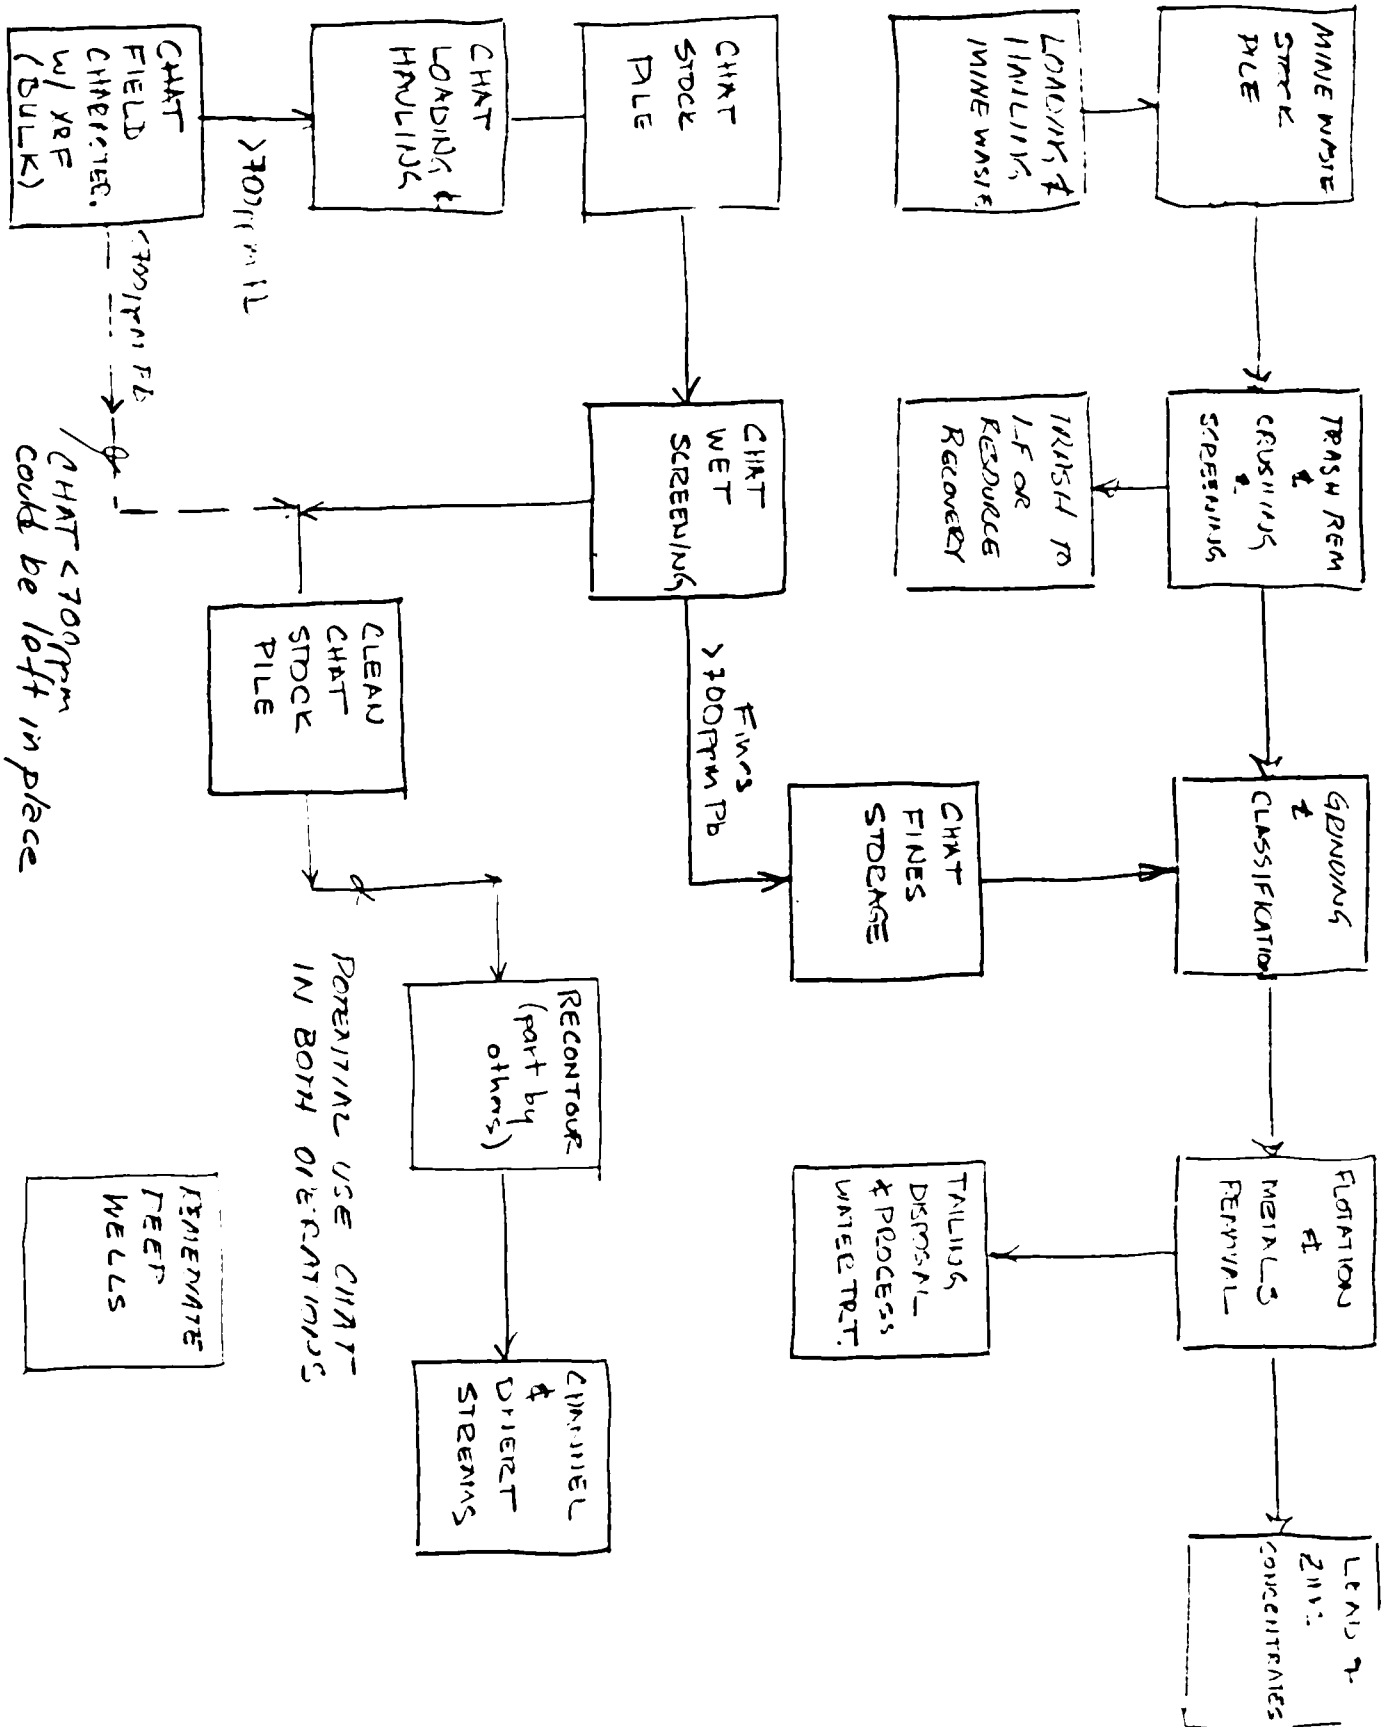 MINE WASTE
STOCK
PILE
TRASH REM
&
CRUSHING
&
SCREENING
GRINDING
&
CLASSIFICATION
FLOTATION
&
METALS
REMOVAL
LEAD &
ZINC
CONCENTRATES
LOADING &
HAULING
MINE WASTE
TRASH TO
LF OR
RESOURCE
RECOVERY
CHAT
FINES
STORAGE
TAILING
DISPOSAL
& PROCESS
WATER TRT.
CHAT
STOCK
PILE
CHAT
WET
SCREENING
Fines
>700ppm Pb
CHAT
LOADING &
HAULING
CLEAN
CHAT
STOCK
PILE
RECONTOUR
(part by
others)
CHANNEL
&
DIVERT
STREAMS
>700ppm
POTENTIAL USE CHAT
IN BOTH OPERATIONS
CHAT
FIELD
CHARACTER.
W/ XRF
(BULK)
<700ppm Pb
CHAT <700ppm
could be left in place
REMEDIATE
DEEP
WELLS